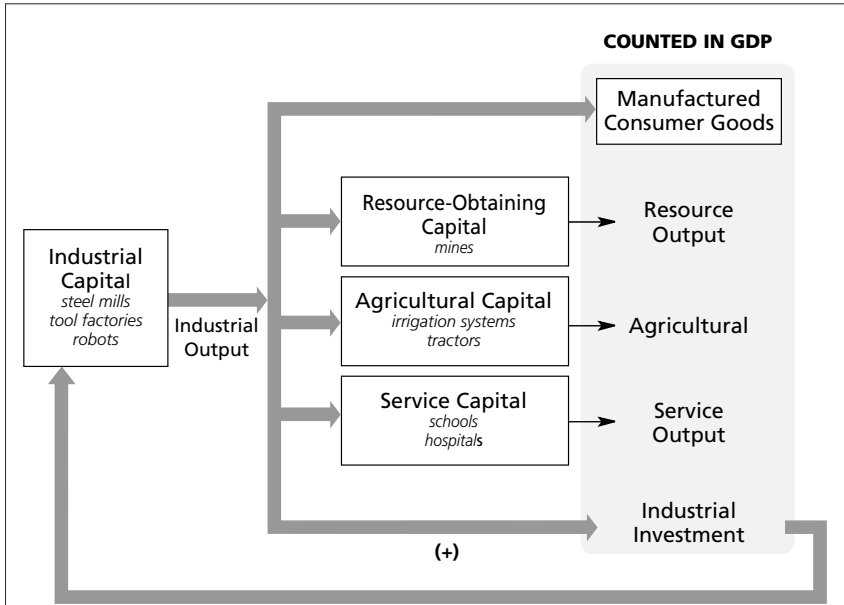 COUNTED IN GDP
Manufactured
Consumer Goods
Resource-Obtaining
Capital
mines
Resource
Output
Industrial
Capital
steel mills
tool factories
robots
Industrial
Output
Agricultural Capital
irrigation systems
tractors
Agricultural
Service Capital
schools
hospitals
Service
Output
Industrial
Investment
(+)